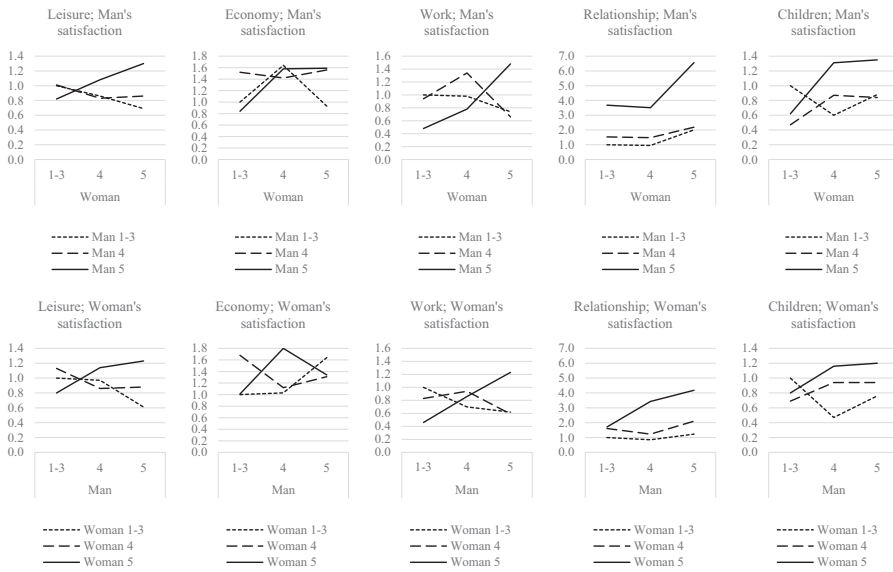 Leisure; Man's
satisfaction
1.4
1.2
1.0
0.8
0.6
0.4
0.2
0.0
1-3 4 5
Woman
Man 1-3
Man 4
Man 5
Economy; Man's
satisfaction
1.8
1.6
1.4
1.2
1.0
0.8
0.6
0.4
0.2
0.0
1-3 4 5
Woman
Man 1-3
Man 4
Man 5
Work; Man's
satisfaction
1.6
1.4
1.2
1.0
0.8
0.6
0.4
0.2
0.0
1-3 4 5
Woman
Man 1-3
Man 4
Man 5
Relationship; Man's
satisfaction
7.0
6.0
5.0
4.0
3.0
2.0
1.0
0.0
1-3 4 5
Woman
Man 1-3
Man 4
Man 5
Children; Man's
satisfaction
1.4
1.2
1.0
0.8
0.6
0.4
0.2
0.0
1-3 4 5
Woman
Man 1-3
Man 4
Man 5
Leisure; Woman's
satisfaction
1.4
1.2
1.0
0.8
0.6
0.4
0.2
0.0
1-3 4 5
Man
Woman 1-3
Woman 4
Woman 5
Economy; Woman's
satisfaction
1.8
1.6
1.4
1.2
1.0
0.8
0.6
0.4
0.2
0.0
1-3 4 5
Man
Woman 1-3
Woman 4
Woman 5
Work; Woman's
satisfaction
1.6
1.4
1.2
1.0
0.8
0.6
0.4
0.2
0.0
1-3 4 5
Man
Woman 1-3
Woman 4
Woman 5
Relationship; Woman's
satisfaction
7.0
6.0
5.0
4.0
3.0
2.0
1.0
0.0
1-3 4 5
Man
Woman 1-3
Woman 4
Woman 5
Children; Woman's
satisfaction
1.4
1.2
1.0
0.8
0.6
0.4
0.2
0.0
1-3 4 5
Man
Woman 1-3
Woman 4
Woman 5